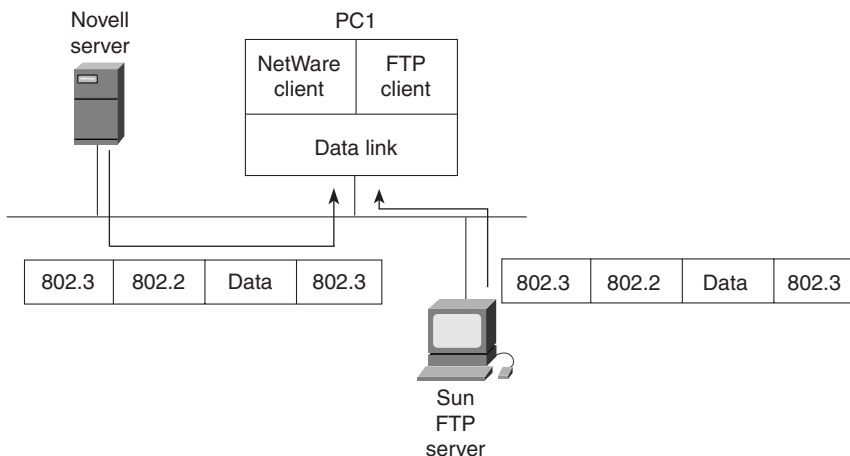 Novell
server
PC1
NetWare
client
FTP
client
Data link
802.3 802.2 Data 802.3
802.3 802.2 Data 802.3
Sun
FTP
server